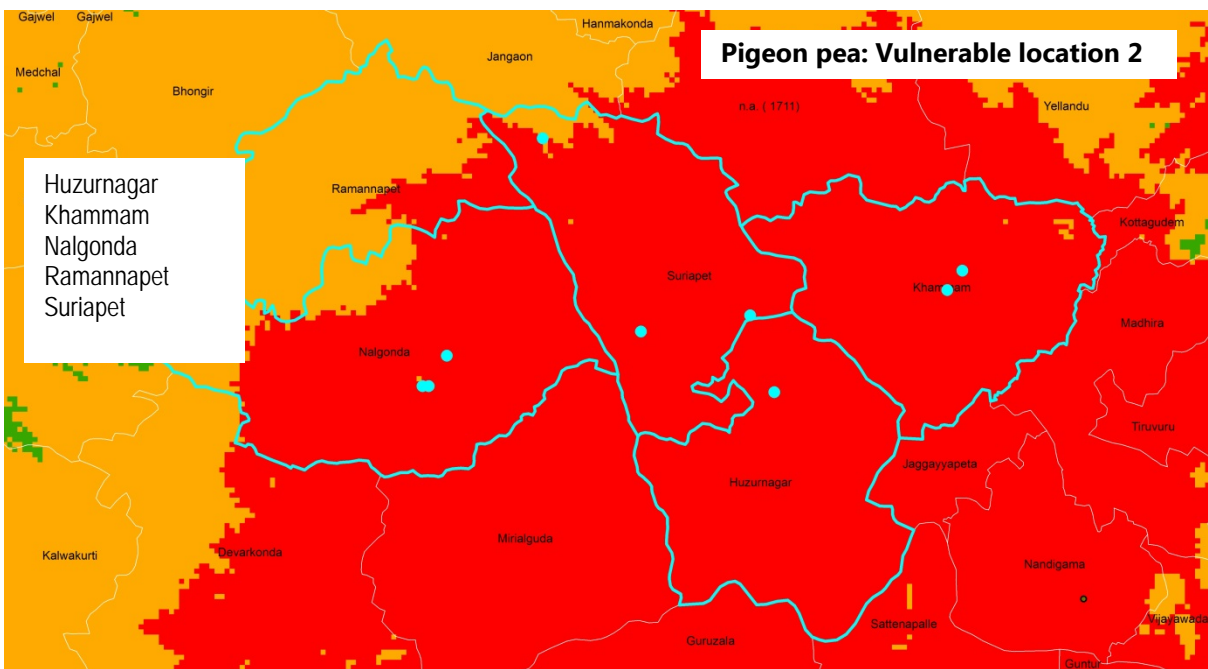 Gajwel
Gajwel
Hanmakonda
Jangaon
Pigeon pea: Vulnerable location 2
Medchal
Bhongir
n.a. ( 1711)
Yellandu
Huzurnagar
Khammam
Nalgonda
Ramannapet
Suriapet
Ramannapet
Kottagudem
Suriapet
Khammam
Madhira
Nalgonda
Tiruvuru
Jaggayyapeta
Huzurnagar
Mirialguda
Devarkonda
Kalwakurti
Nandigama
Sattenapalle
Vijayawada
Guruzala
Guntur